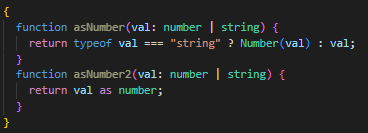 {
  function asNumber(val: number | string) {
    return typeof val === "string" ? Number(val) : val;
  }
  function asNumber2(val: number | string) {
    return val as number;
  }
}